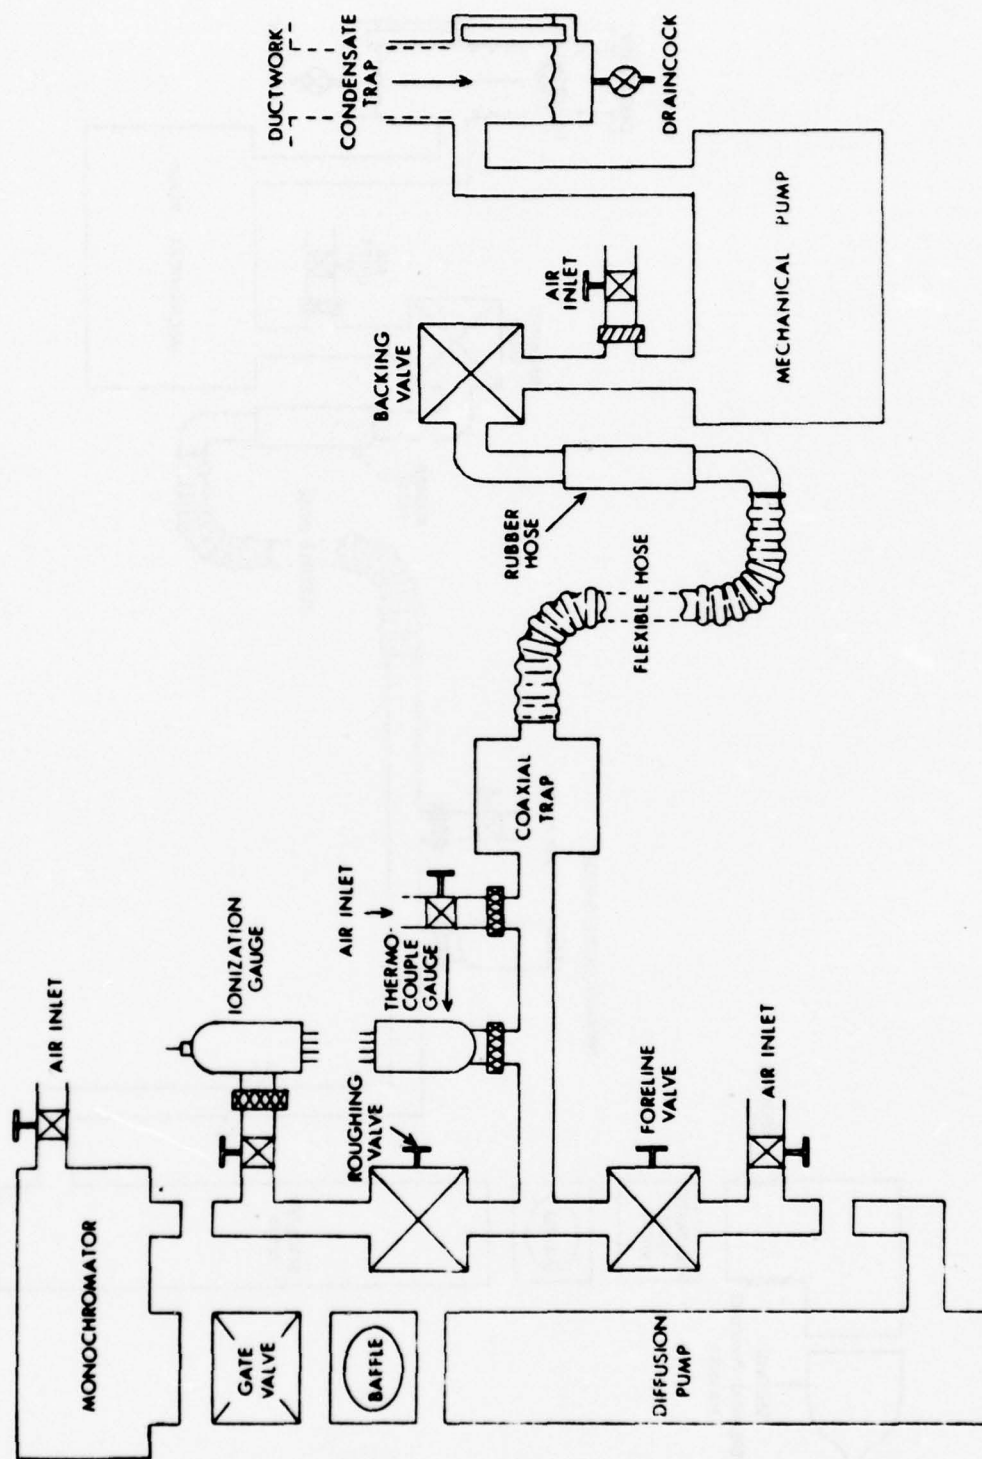 MONOCHROMATOR
AIR INLET
GATE
VALVE
BAFFLE
DIFFUSION
PUMP
IONIZATION
GAUGE
ROUGHING
VALVE
THERMO-
COUPLE
GAUGE
AIR INLET
FORELINE
VALVE
AIR INLET
COAXIAL
TRAP
FLEXIBLE HOSE
RUBBER
HOSE
BACKING
VALVE
AIR
INLET
MECHANICAL PUMP
DUCTWORK
CONDENSATE
TRAP
DRAINCOCK